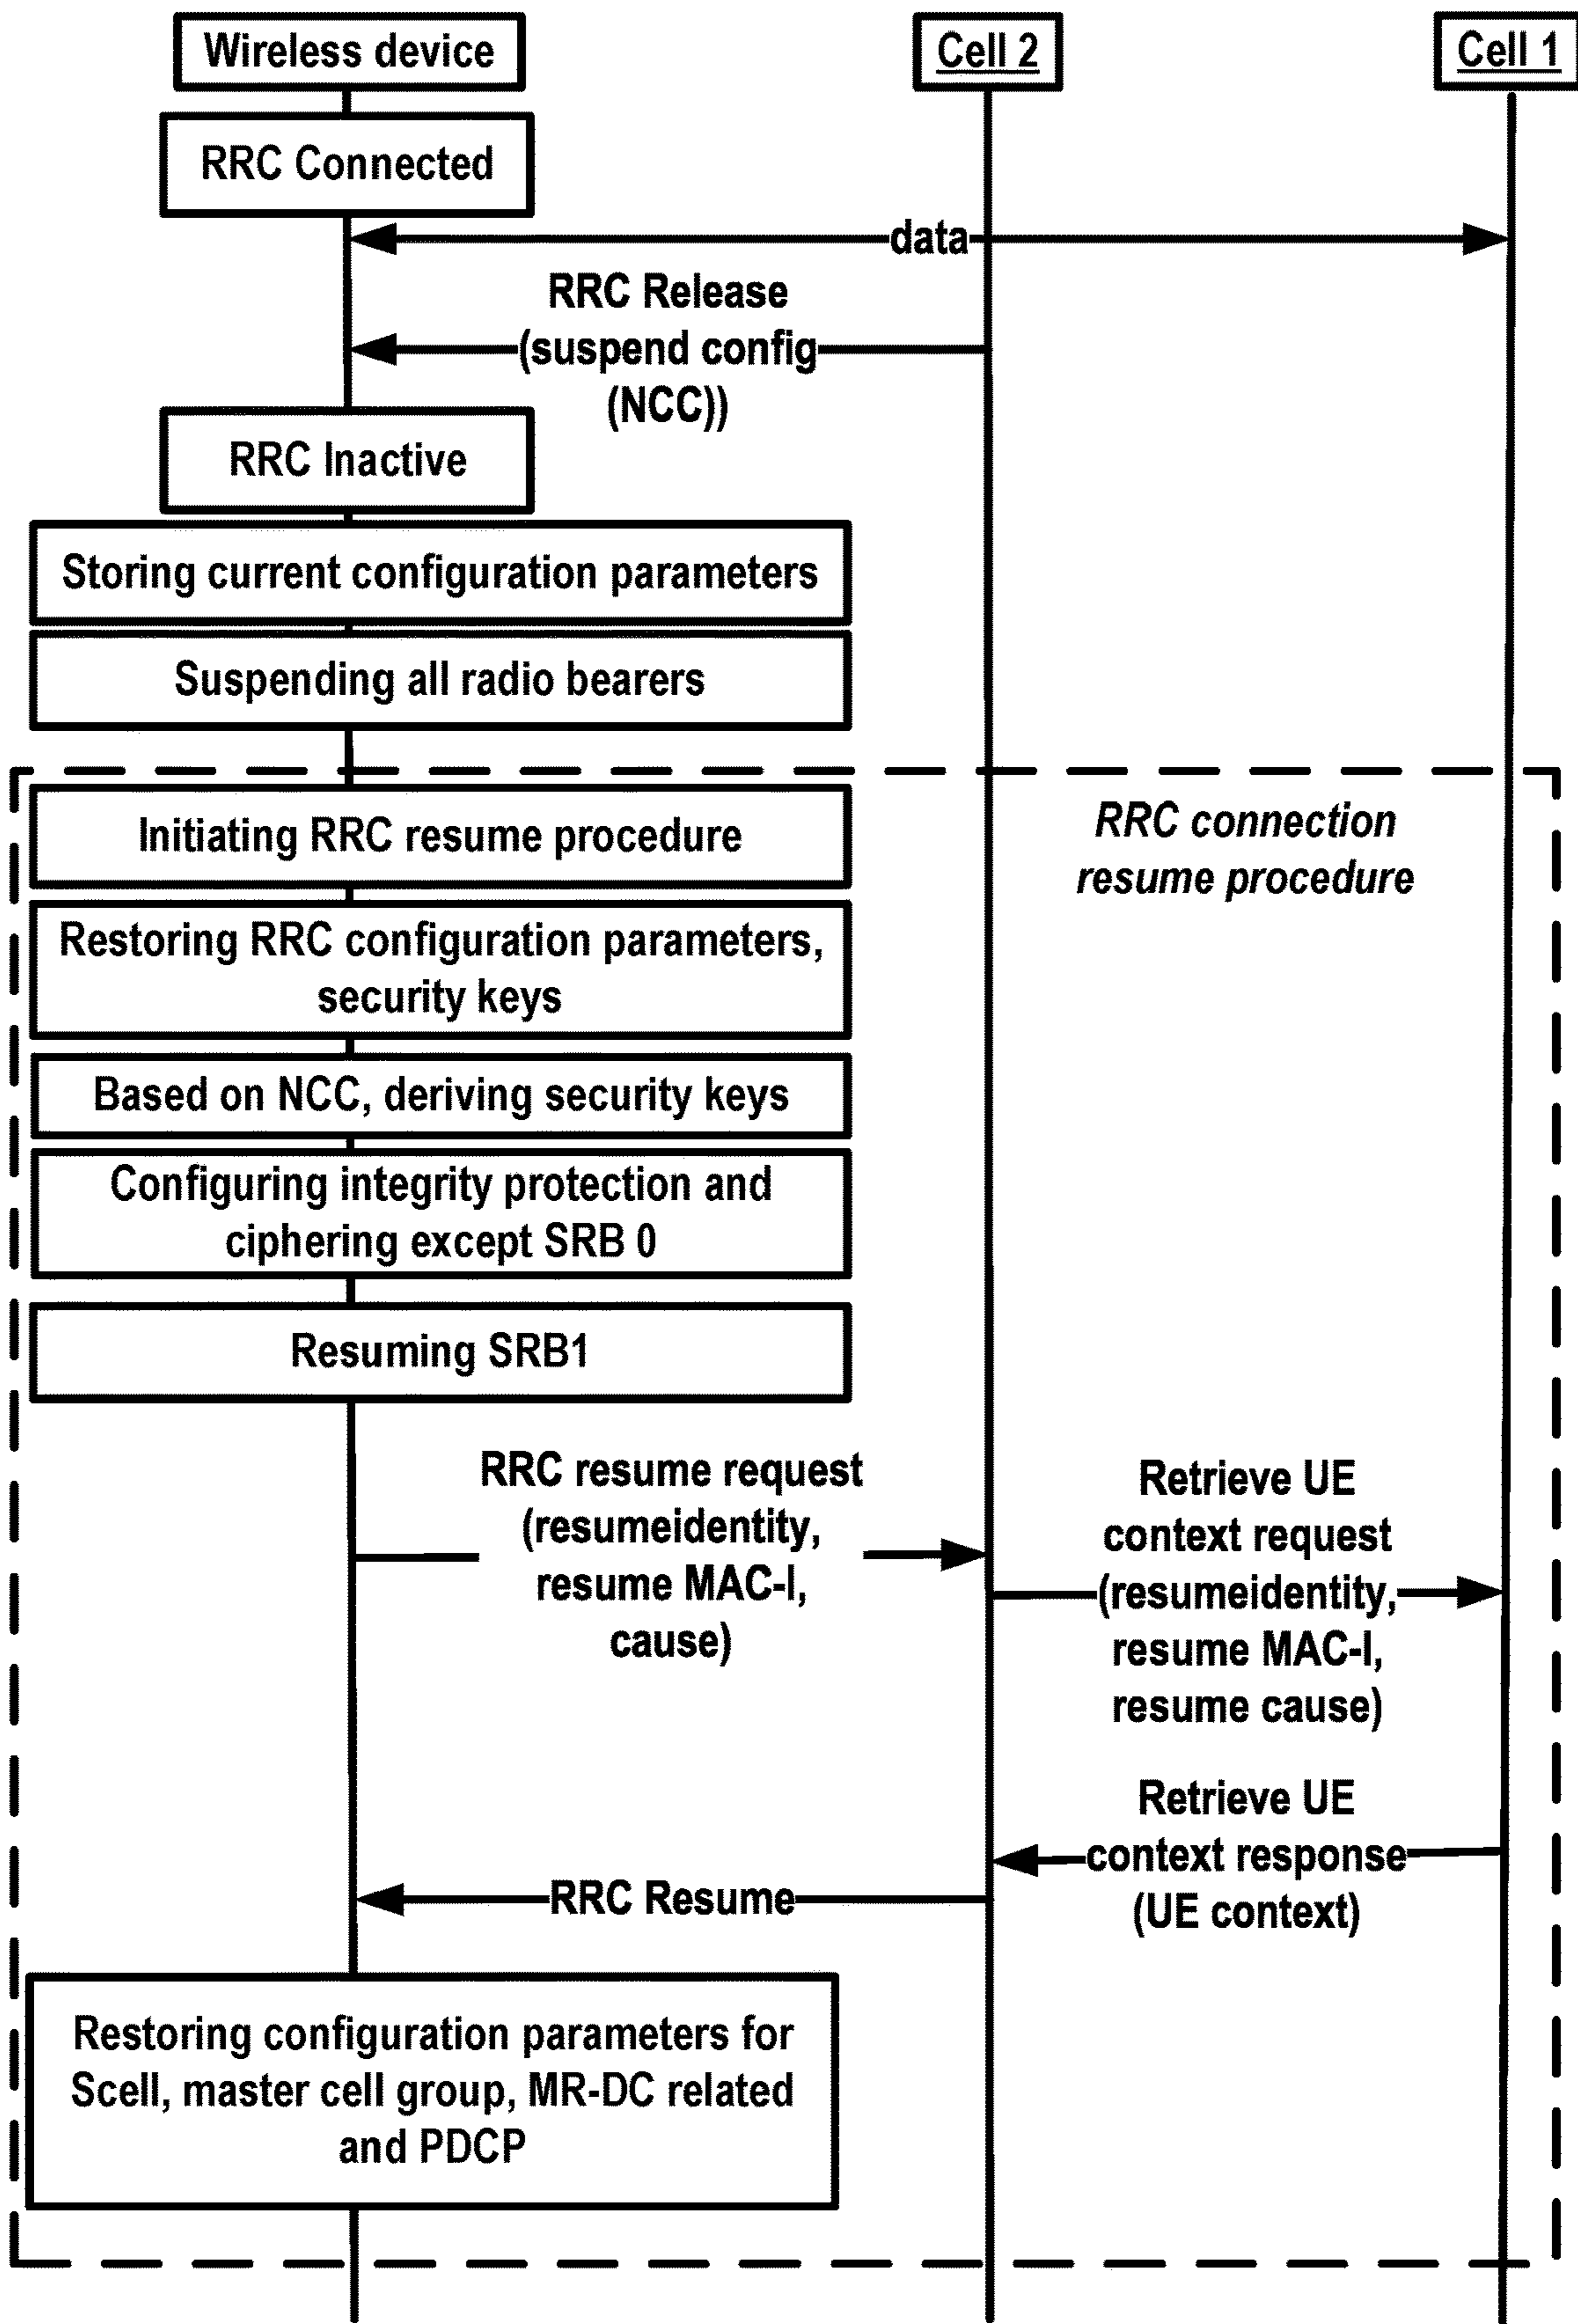 Wireless device
Cell 2
Cell 1
RRC Connected
data
RRC Release
(suspend config
(NCC))
RRC Inactive
Storing current configuration parameters
Suspending all radio bearers
Initiating RRC resume procedure
RRC connection
resume procedure
Restoring RRC configuration parameters,
security keys
Based on NCC, deriving security keys
Configuring integrity protection and
ciphering except SRB 0
Resuming SRB1
RRC resume request
(resumeidentity,
resume MAC-I,
cause)
Retrieve UE
context request
(resumeidentity,
resume MAC-I,
resume cause)
Retrieve UE
context response
(UE context)
RRC Resume
Restoring configuration parameters for
Scell, master cell group, MR-DC related
and PDCP